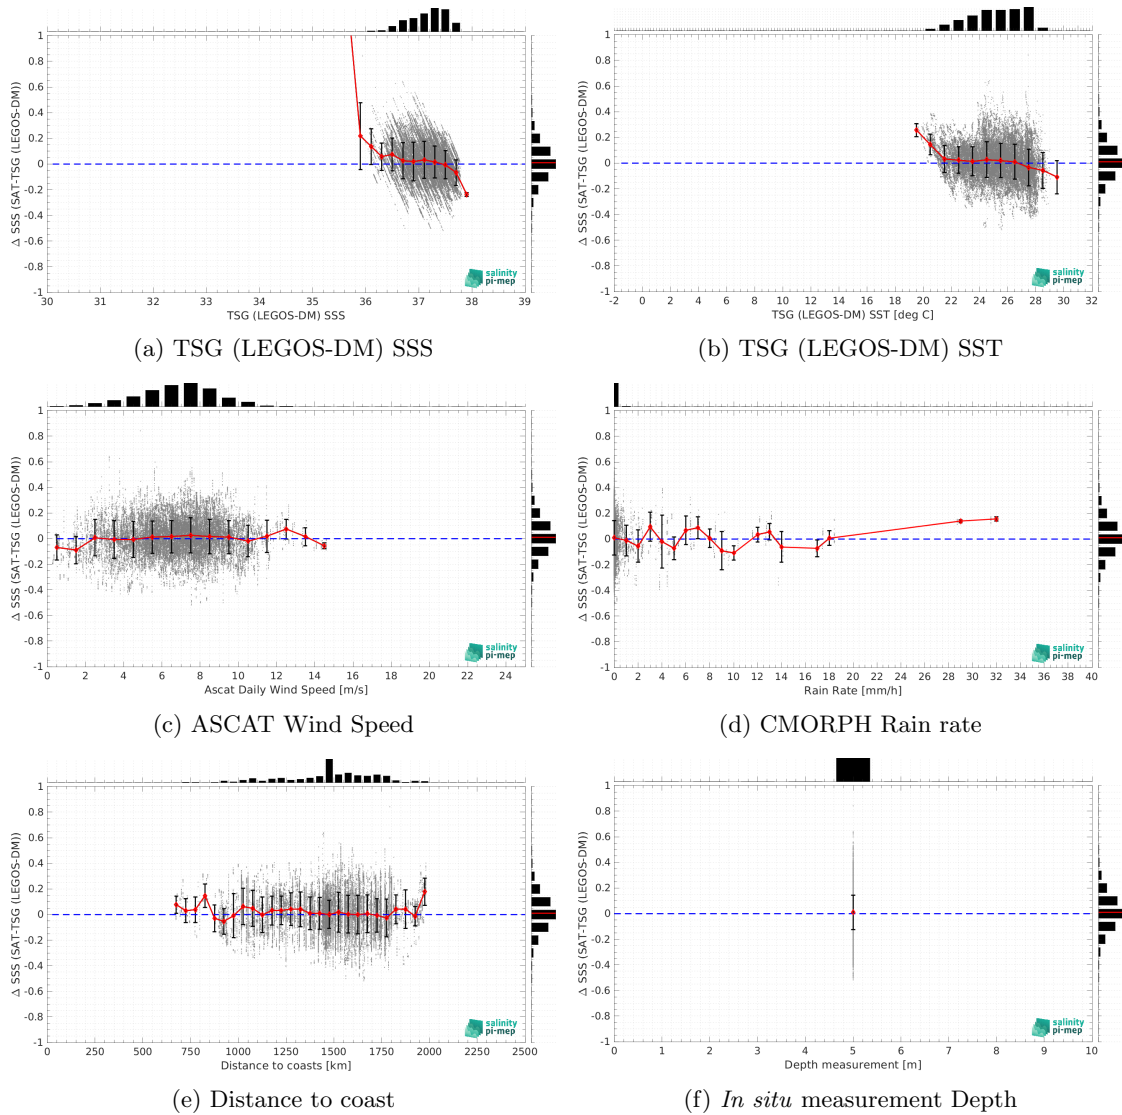 1
0.8
0.6
0.4
0.2
0
-0.2
-0.4
-0.6
-0.8
-1
Δ SSS (SAT-TSG (LEGOS-DM))
30 31 32 33 34 35 36 37 38 39
TSG (LEGOS-DM) SSS
salinity
pi-mep
(a) TSG (LEGOS-DM) SSS
1
0.8
0.6
0.4
0.2
0
-0.2
-0.4
-0.6
-0.8
-1
Δ SSS (SAT-TSG (LEGOS-DM))
-2 0 2 4 6 8 10 12 14 16 18 20 22 24 26 28 30 32
TSG (LEGOS-DM) SST [deg C]
salinity
pi-mep
(b) TSG (LEGOS-DM) SST
1
0.8
0.6
0.4
0.2
0
-0.2
-0.4
-0.6
-0.8
-1
Δ SSS (SAT-TSG (LEGOS-DM))
0 2 4 6 8 10 12 14 16 18 20 22 24
Ascat Daily Wind Speed [m/s]
salinity
pi-mep
(c) ASCAT Wind Speed
1
0.8
0.6
0.4
0.2
0
-0.2
-0.4
-0.6
-0.8
-1
Δ SSS (SAT-TSG (LEGOS-DM))
0 2 4 6 8 10 12 14 16 18 20 22 24 26 28 30 32 34 36 38 40
Rain Rate [mm/h]
salinity
pi-mep
(d) CMORPH Rain rate
1
0.8
0.6
0.4
0.2
0
-0.2
-0.4
-0.6
-0.8
-1
Δ SSS (SAT-TSG (LEGOS-DM))
0 250 500 750 1000 1250 1500 1750 2000 2250 2500
Distance to coasts [km]
salinity
pi-mep
(e) Distance to coast
1
0.8
0.6
0.4
0.2
0
-0.2
-0.4
-0.6
-0.8
-1
Δ SSS (SAT-TSG (LEGOS-DM))
0 1 2 3 4 5 6 7 8 9 10
Depth measurement [m]
salinity
pi-mep
(f) In situ measurement Depth